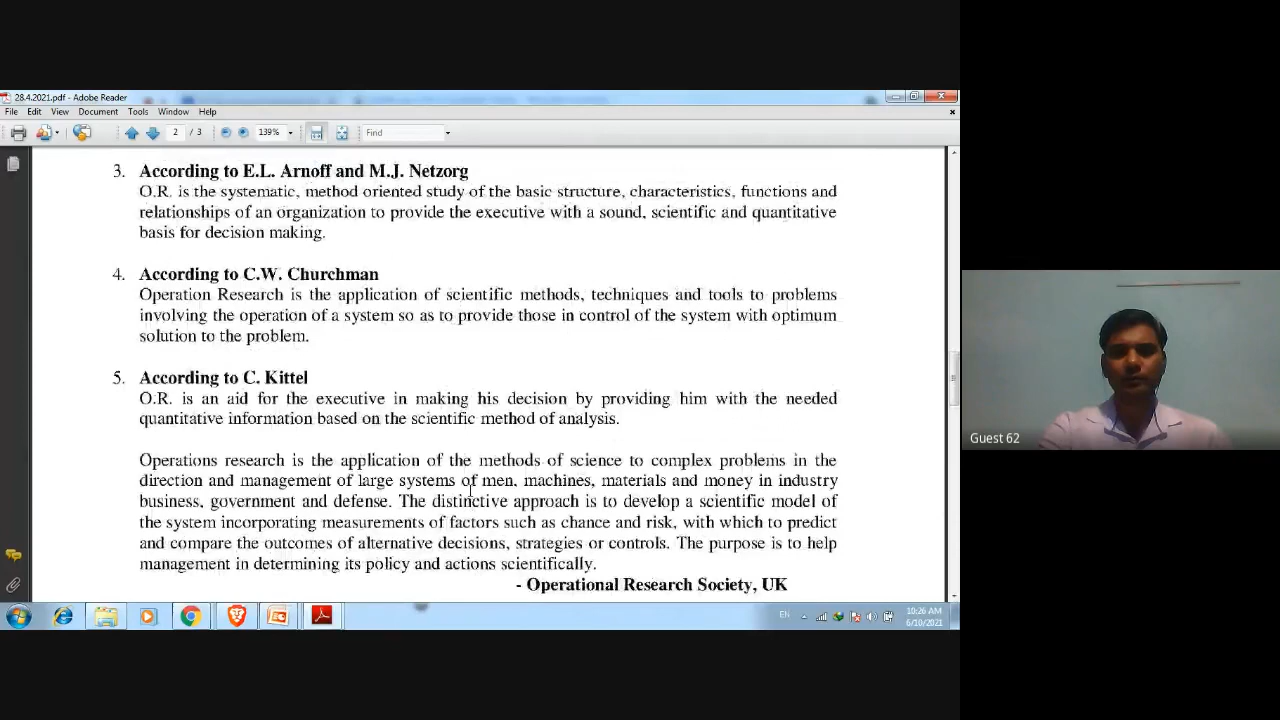 28.4.2021.pdf - Adobe Reader
File Edit View Document Tools Window Help
2 / 3 139% Find
3. According to E.L. Arnoff and M.J. Netzorg
O.R. is the systematic, method oriented study of the basic structure, characteristics, functions and
relationships of an organization to provide the executive with a sound, scientific and quantitative
basis for decision making.
4. According to C.W. Churchman
Operation Research is the application of scientific methods, techniques and tools to problems
involving the operation of a system so as to provide those in control of the system with optimum
solution to the problem.
5. According to C. Kittel
O.R. is an aid for the executive in making his decision by providing him with the needed
quantitative information based on the scientific method of analysis.
Operations research is the application of the methods of science to complex problems in the
direction and management of large systems of men, machines, materials and money in industry
business, government and defense. The distinctive approach is to develop a scientific model of
the system incorporating measurements of factors such as chance and risk, with which to predict
and compare the outcomes of alternative decisions, strategies or controls. The purpose is to help
management in determining its policy and actions scientifically.
- Operational Research Society, UK
EN 10:26 AM
6/10/2021
Guest 62